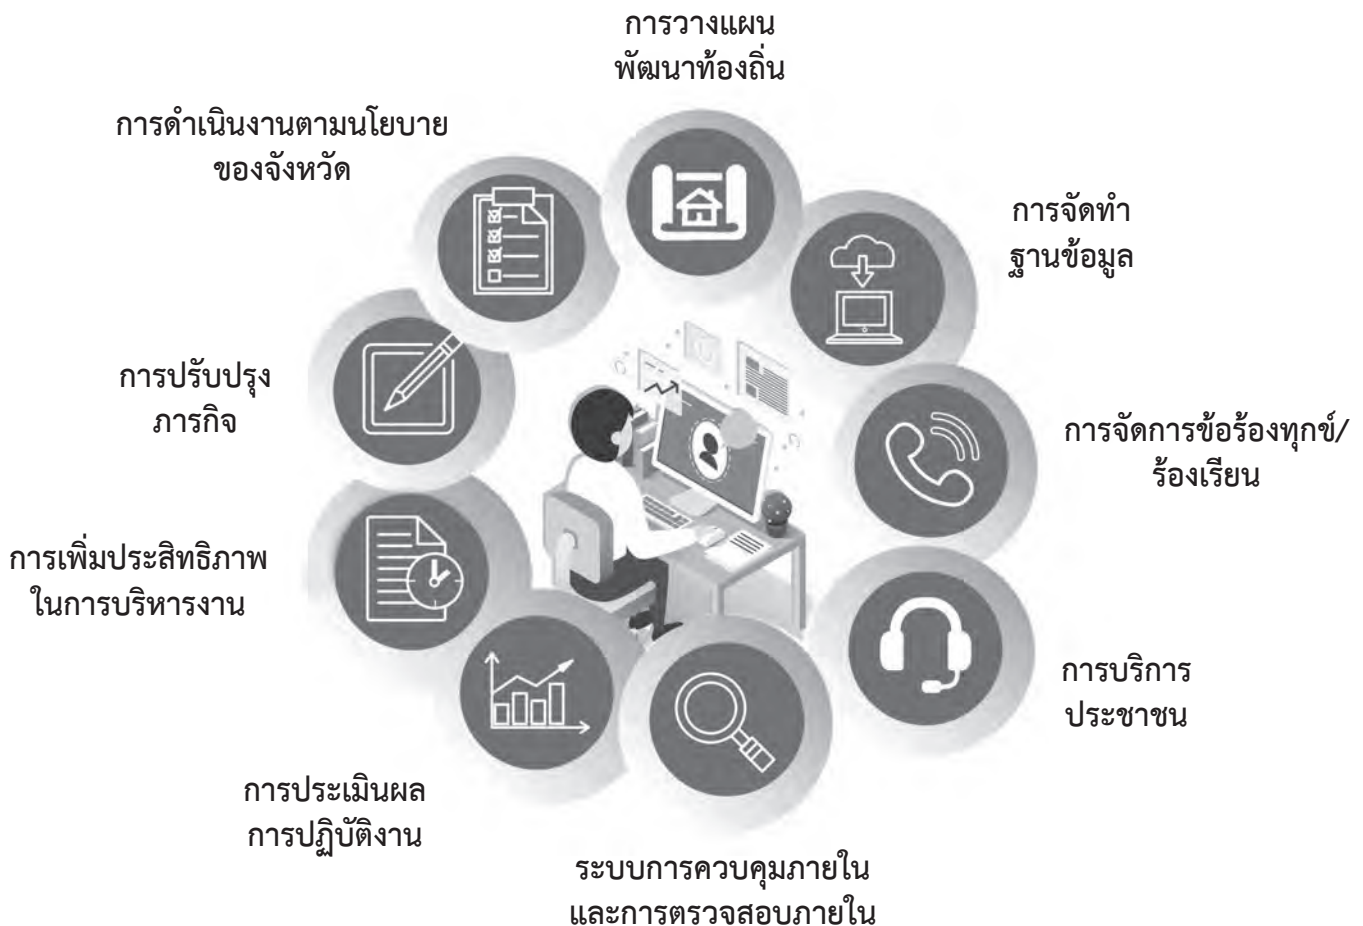 การวางแผน
พัฒนาท้องถิ่น
การจัดทำ
ฐานข้อมูล
การจัดการข้อร้องทุกข์/
ร้องเรียน
การบริการ
ประชาชน
ระบบการควบคุมภายใน
และการตรวจสอบภายใน
การประเมินผล
การปฏิบัติงาน
การเพิ่มประสิทธิภาพ
ในการบริหารงาน
การปรับปรุง
ภารกิจ
การดำเนินงานตามนโยบาย
ของจังหวัด